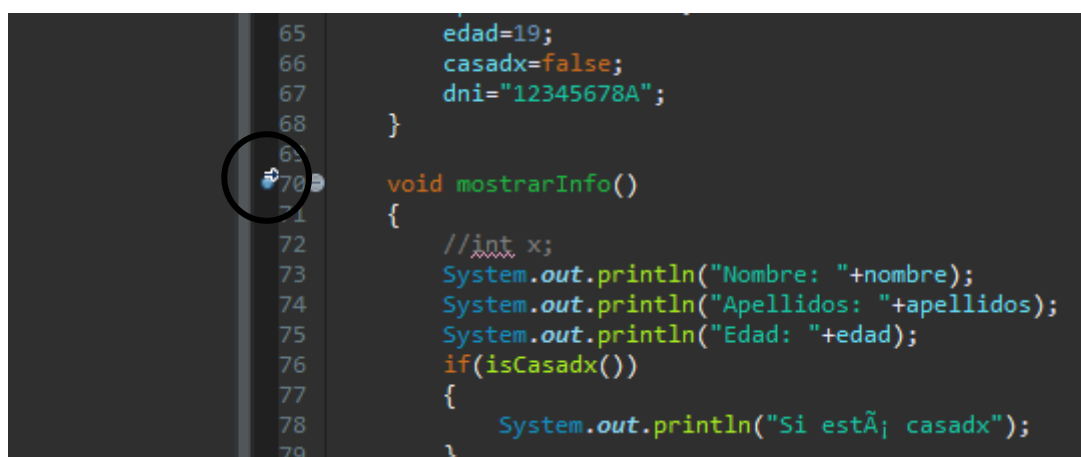 65 edad=19;
66 casadx=false;
67 dni="12345678A";
68 }
69
70 void mostrarInfo()
71 {
72 //int x;
73 System.out.println("Nombre: "+nombre);
74 System.out.println("Apellidos: "+apellidos);
75 System.out.println("Edad: "+edad);
76 if(isCasadx())
77 {
78 System.out.println("Si estÃ¡ casadx");
79 }